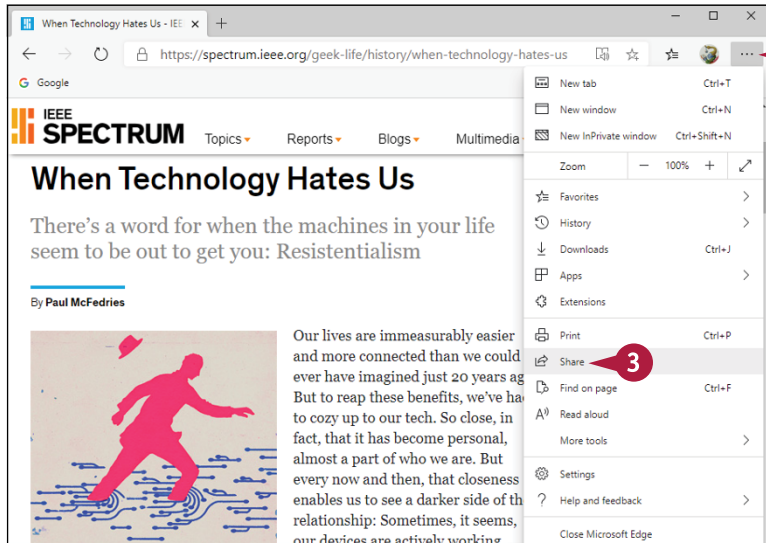 When Technology Hates Us - IEE
https://spectrum.ieee.org/geek-life/history/when-technology-hates-us
Google
IEEE
SPECTRUM
Topics
Reports
Blogs
Multimedia
When Technology Hates Us
There's a word for when the machines in your life
seem to be out to get you: Resistentialism
By Paul McFedries
Our lives are immeasurably easier
and more connected than we could
ever have imagined just 20 years ag
But to reap these benefits, we've ha
to cozy up to our tech. So close, in
fact, that it has become personal,
almost a part of who we are. But
every now and then, that closeness
enables us to see a darker side of th
relationship: Sometimes, it seems,
our devices are actively working
New tab Ctrl+T
New window Ctrl+N
New InPrivate window Ctrl+Shift+N
Zoom — 100% +
Favorites
History
Downloads Ctrl+J
Apps
Extensions
Print Ctrl+P
Share
3
Find on page Ctrl+F
Read aloud
More tools
Settings
Help and feedback
Close Microsoft Edge